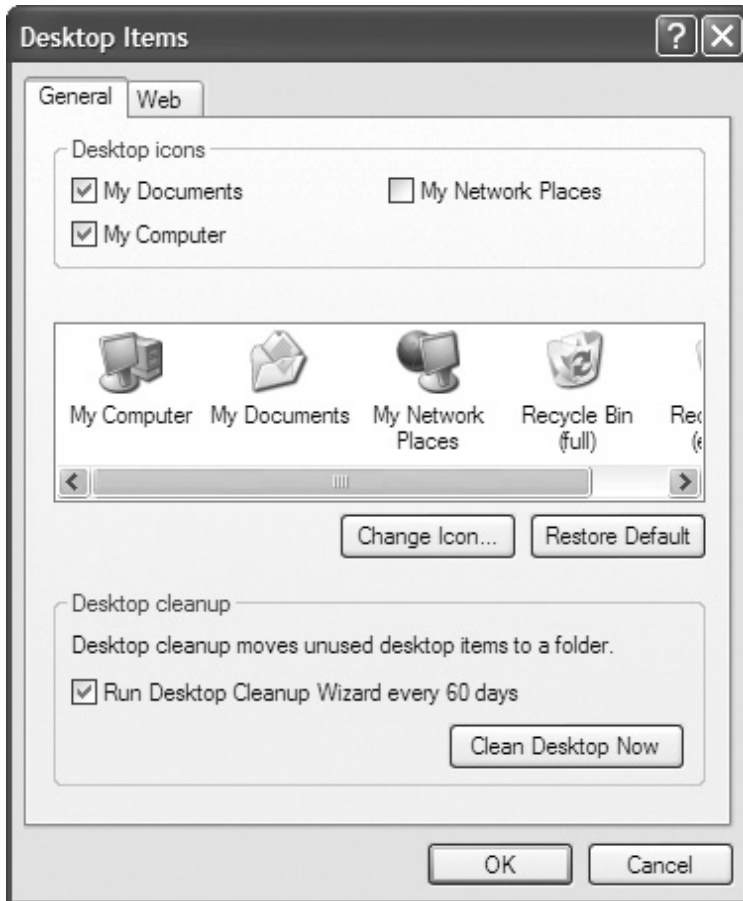 Desktop Items
General Web
Desktop icons
My Documents My Network Places
My Computer
My Computer My Documents My Network Recycle Bin
Places (full)
Change Icon... Restore Default
Desktop cleanup
Desktop cleanup moves unused desktop items to a folder.
Run Desktop Cleanup Wizard every 60 days
Clean Desktop Now
OK Cancel